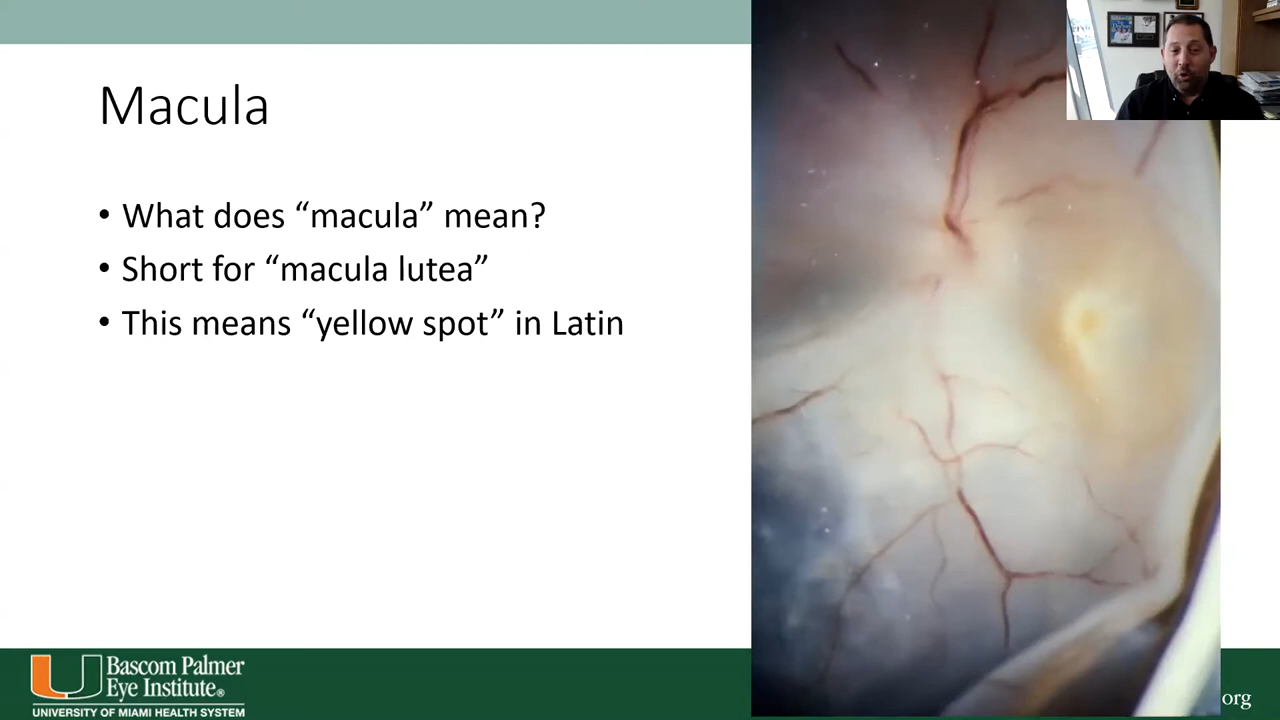 Macula
• What does “macula” mean?
• Short for “macula lutea”
• This means “yellow spot” in Latin
Bascom Palmer
Eye Institute®
UNIVERSITY OF MIAMI HEALTH SYSTEM
org